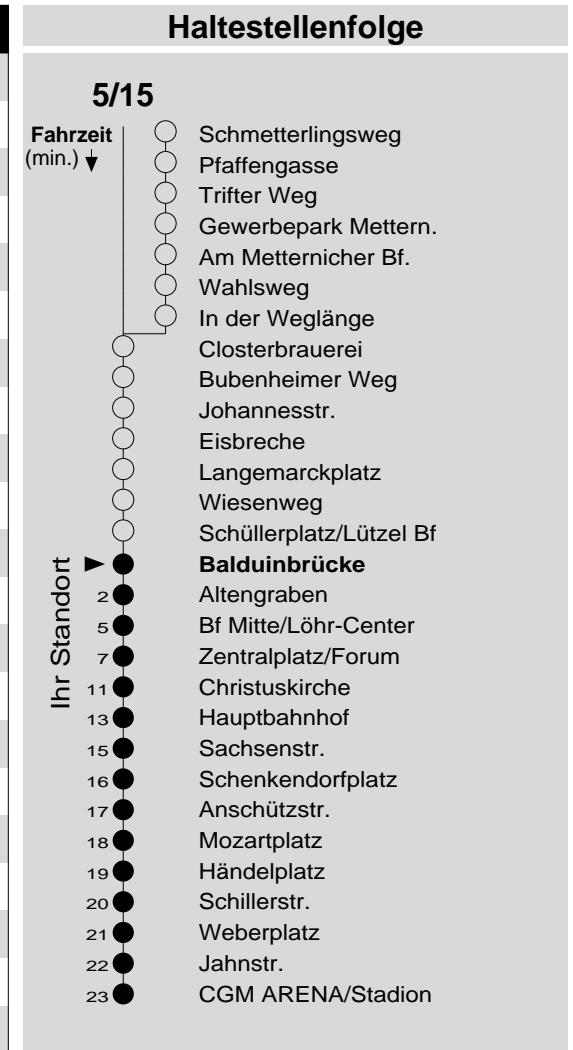 Haltestellenfolge
5/15
Fahrzeit
(min.)
Schmetterlingsweg
Pfaffengasse
Trifter Weg
Gewerbepark Mettern.
Am Metternicher Bf.
Wahlsweg
In der Weglänge
Closterbrauerei
Bubenheimer Weg
Johannesstr.
Eisbreche
Langemarckplatz
Wiesenweg
Schüllerplatz/Lützel Bf
Ihr Standort
Balduinbrücke
2 Altengraben
5 Bf Mitte/Löhr-Center
7 Zentralplatz/Forum
11 Christuskirche
13 Hauptbahnhof
15 Sachsenstr.
16 Schenkendorfplatz
17 Anschützstr.
18 Mozartplatz
19 Händelplatz
20 Schillerstr.
21 Weberplatz
22 Jahnstr.
23 CGM ARENA/Stadion